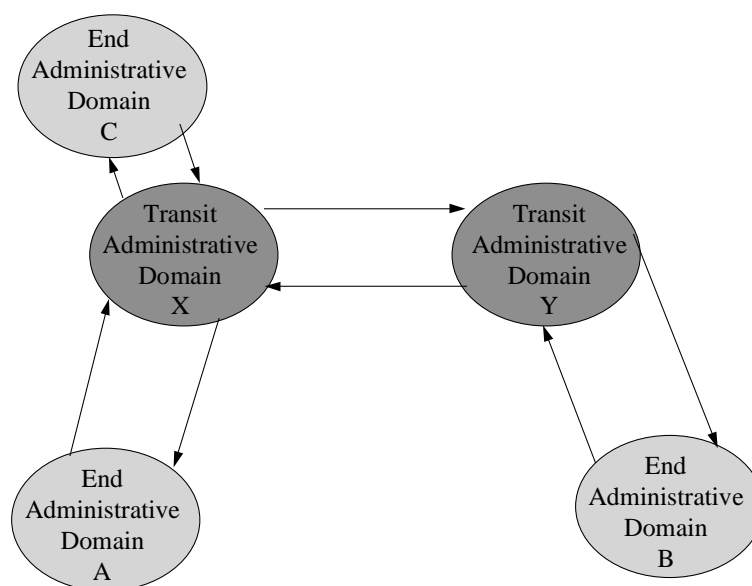 End
Administrative
Domain
C
Transit
Administrative
Domain
X
Transit
Administrative
Domain
Y
End
Administrative
Domain
A
End
Administrative
Domain
B